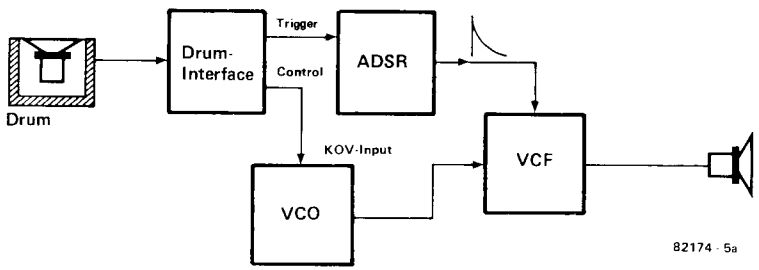 Trigger
Drum-
Interface
ADSR
Control
Drum
KOV-Input
VCF
VCO
82174 - 5a